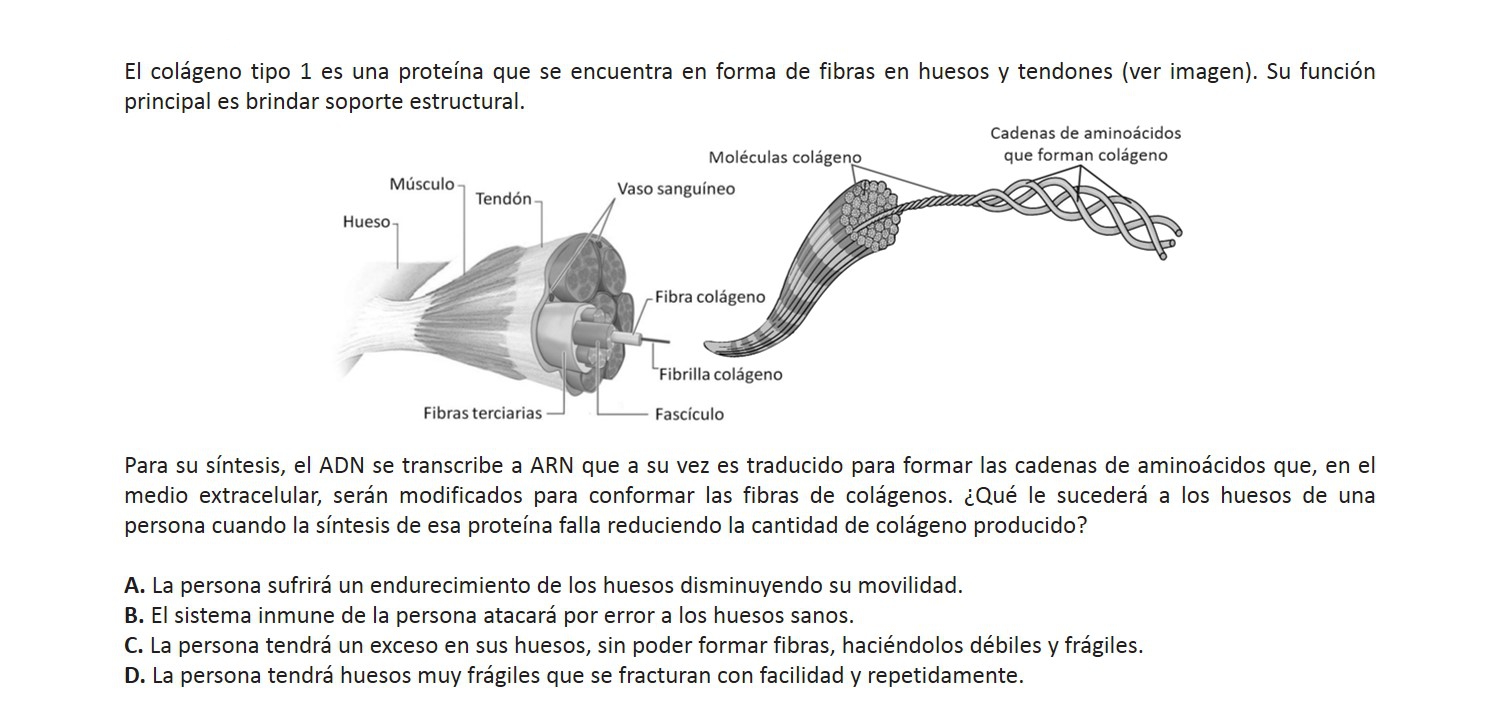 El colágeno tipo 1 es una proteína que se encuentra en forma de fibras en huesos y tendones (ver imagen). Su función
principal es brindar soporte estructural.
Cadenas de aminoácidos
que forman colágeno
Moléculas colágeno
Músculo
Tendón
Vaso sanguíneo
Hueso
Fibra colágeno
Fibrilla colágeno
Fibras terciarias
Fascículo
Para su síntesis, el ADN se transcribe a ARN que a su vez es traducido para formar las cadenas de aminoácidos que, en el
medio extracelular, serán modificados para conformar las fibras de colágenos. ¿Qué le sucederá a los huesos de una
persona cuando la síntesis de esa proteína falla reduciendo la cantidad de colágeno producido?
A. La persona sufrirá un endurecimiento de los huesos disminuyendo su movilidad.
B. El sistema inmune de la persona atacará por error a los huesos sanos.
C. La persona tendrá un exceso en sus huesos, sin poder formar fibras, haciéndolos débiles y frágiles.
D. La persona tendrá huesos muy frágiles que se fracturan con facilidad y repetidamente.